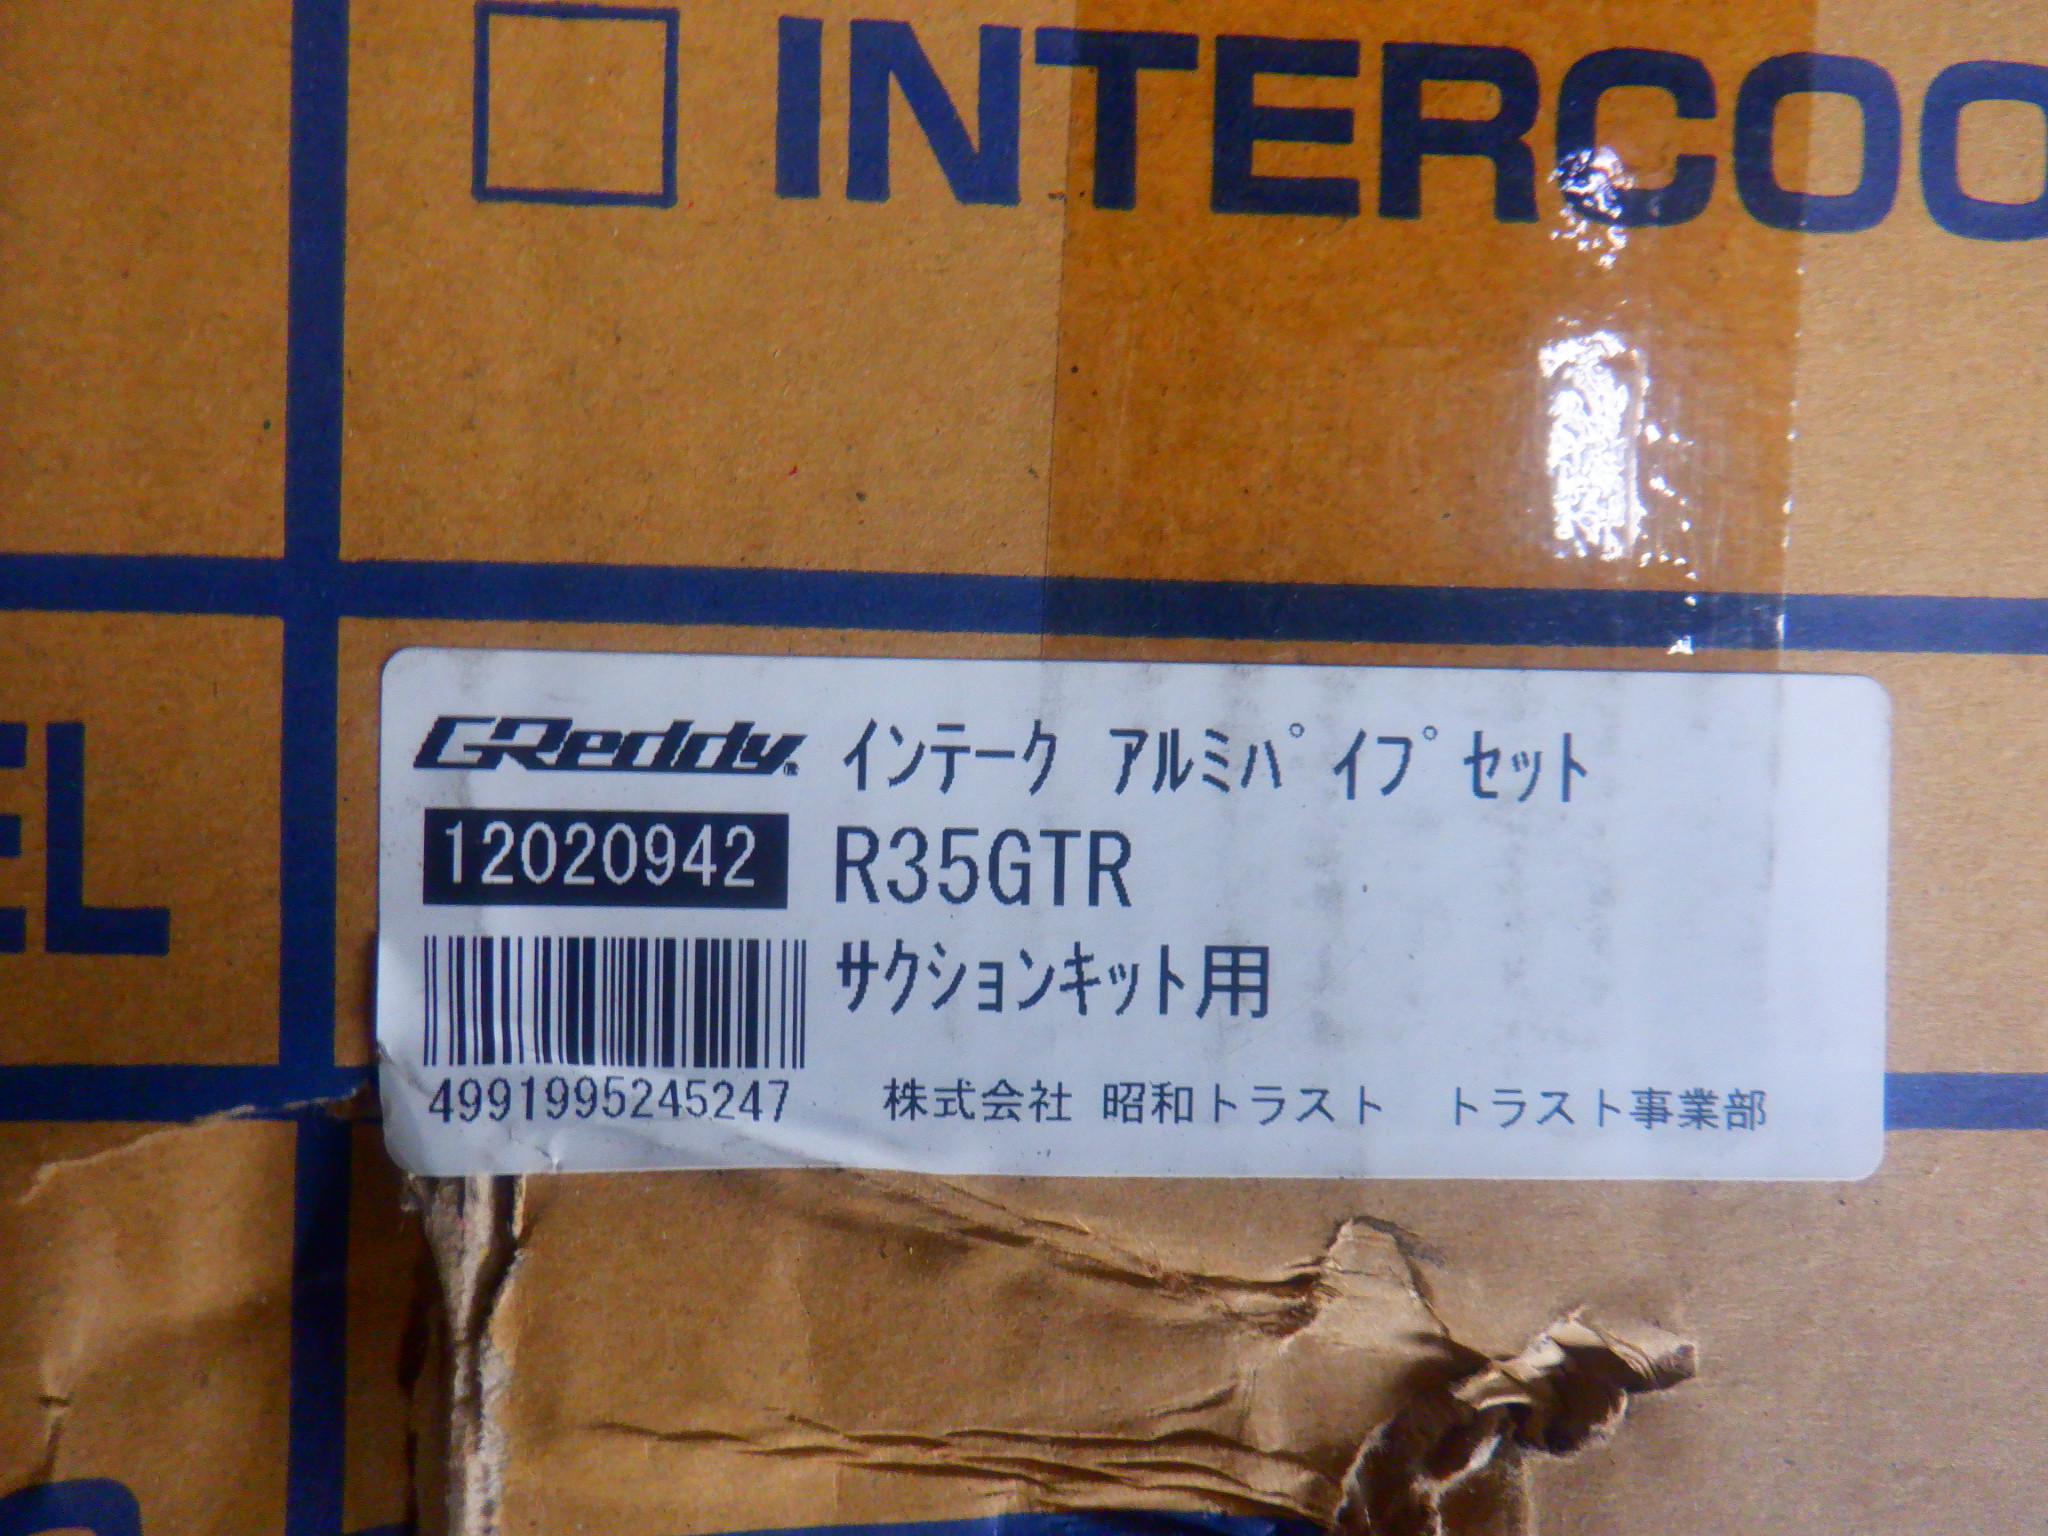 INTERCOO
EL
GReddy® インテーク アルミパイプ セット
12020942 R35GTR
サクションキット用
4991995245247 株式会社 昭和トラスト トラスト事業部